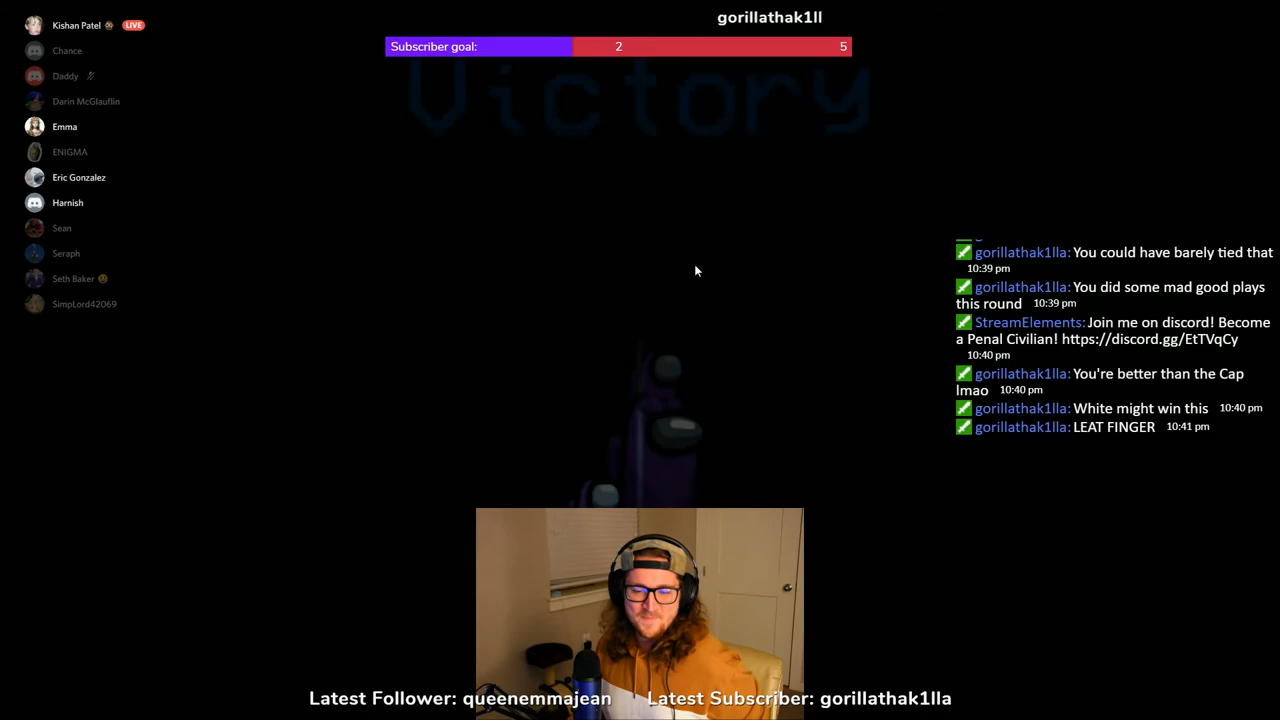 gorillathak1ll
Subscriber goal: 2 5
Victory
Kishan Patel LIVE
Chance
Daddy
Darin McGlauflin
Emma
ENIGMA
Eric Gonzalez
Harnish
Sean
Seraph
Seth Baker
SimpLord42069
gorillathak1lla: You could have barely tied that
10:39 pm
gorillathak1lla: You did some mad good plays
this round 10:39 pm
StreamElements: Join me on discord! Become
a Penal Civilian! https://discord.gg/EtTVqCy
10:40 pm
gorillathak1lla: You're better than the Cap
lmao 10:40 pm
gorillathak1lla: White might win this 10:40 pm
gorillathak1lla: LEAT FINGER 10:41 pm
Latest Follower: queenemmajean Latest Subscriber: gorillathak1lla